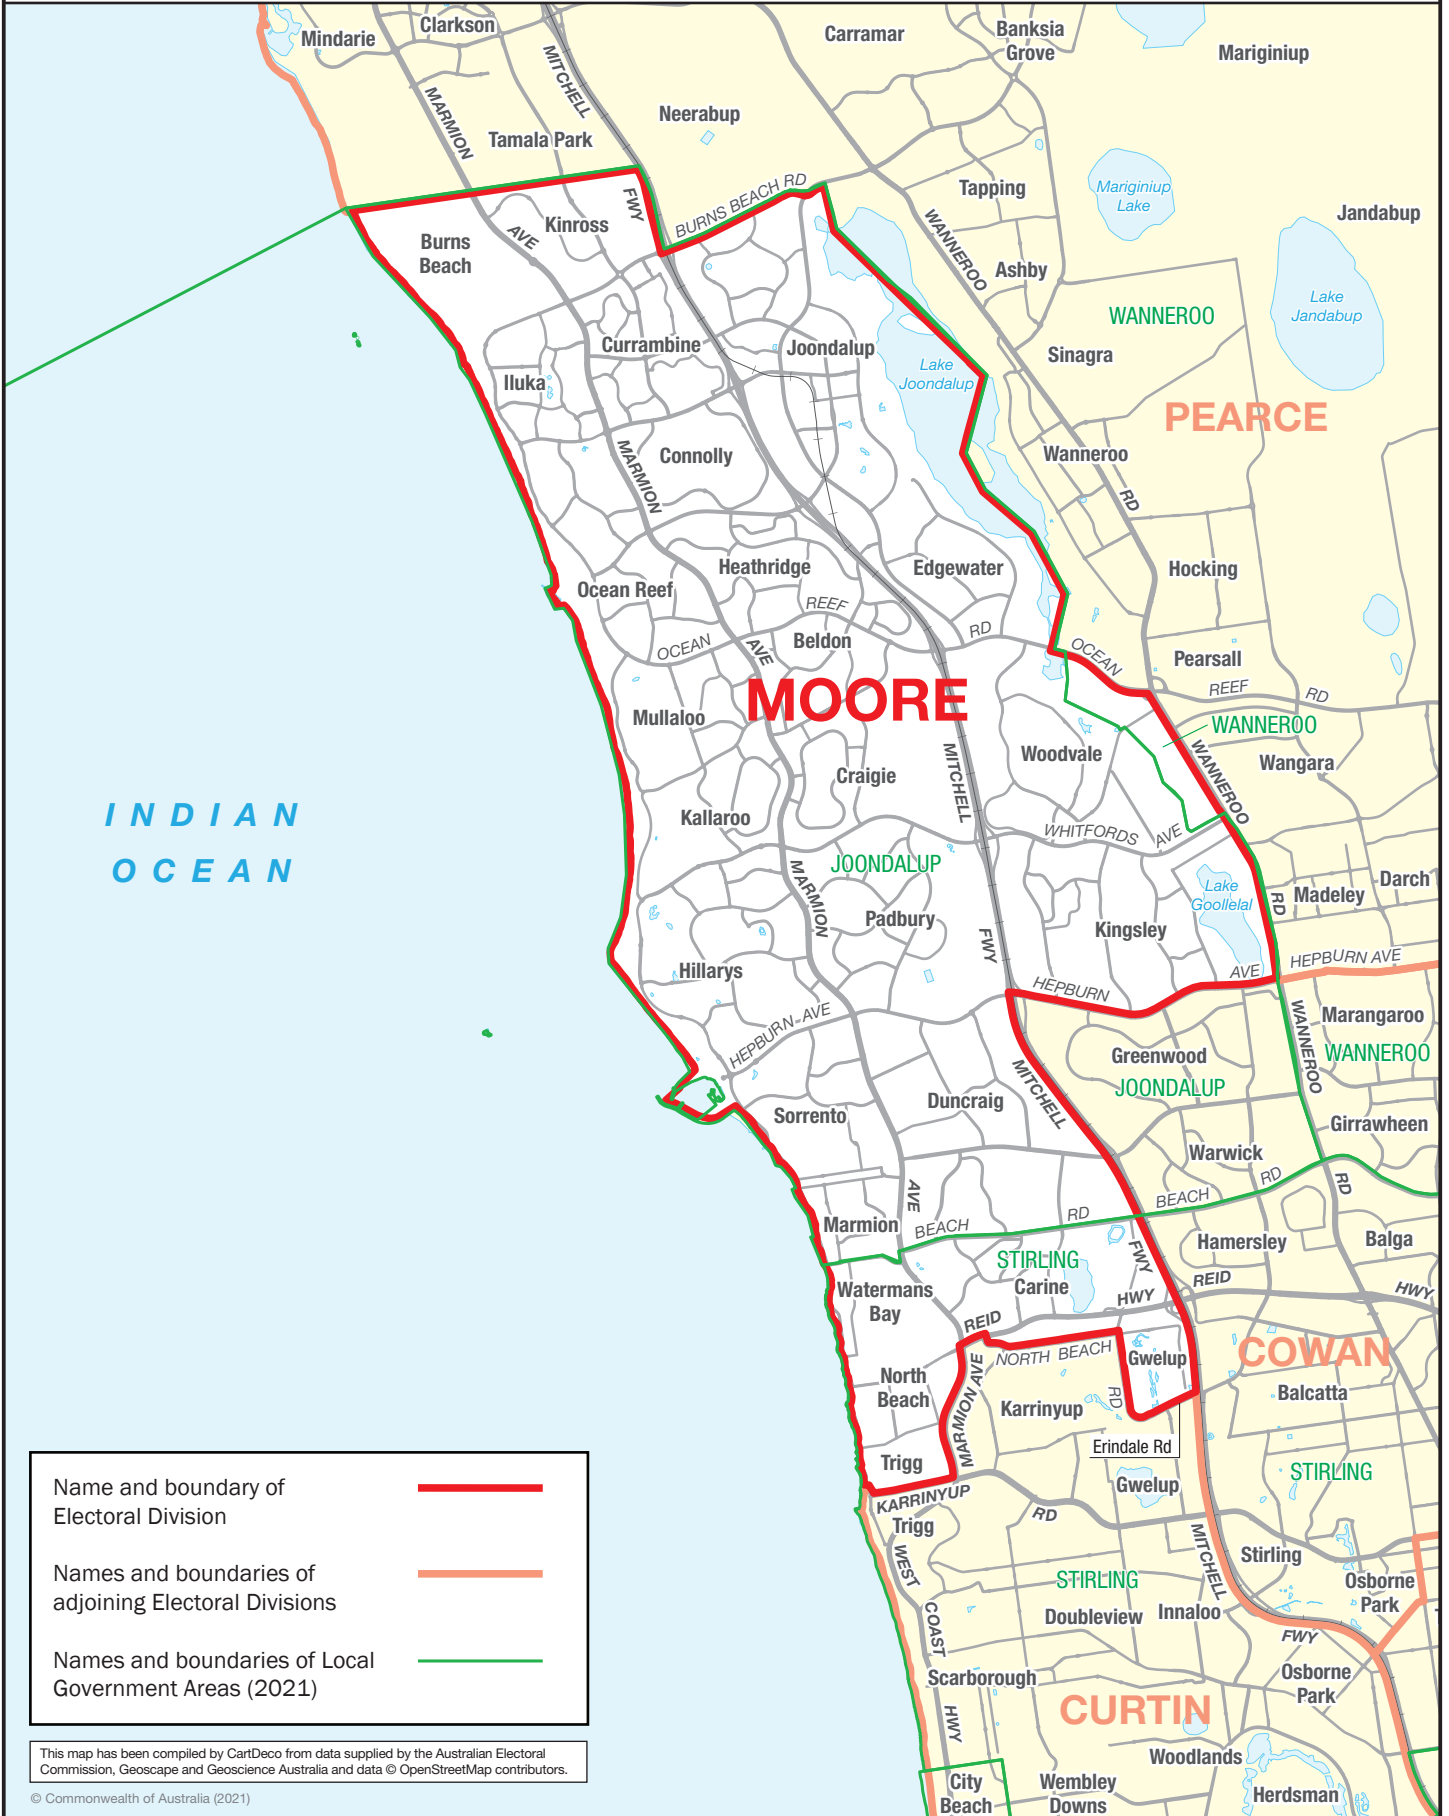 Mindarie
Clarkson
Carramar
Banksia
Grove
Mariginiup
MITCHELL
MARMION
Neerabup
Tamala Park
Tapping
Mariginiup
Lake
Jandabup
FWY
BURNS BEACH RD
WANNEROO
Kinross
AVE
Burns
Beach
Ashby
Lake
Jandabup
WANNEROO
Currambine
Joondalup
Sinagra
Lake
Joondalup
Iluka
PEARCE
Connolly
MARMION
Wanneroo
RD
Heathridge
Edgewater
Hocking
Ocean Reef
REEF
RD
OCEAN
AVE
Beldon
OCEAN
Pearsall
REEF
RD
MOORE
Mullaloo
WANNEROO
Woodvale
WANNEROO
Wangara
Craigie
MITCHELL
Kallaroo
WHITFORDS
AVE
JOONDALUP
INDIAN
OCEAN
MARMION
Lake
Goollelal
RD
Madeley
Darch
Padbury
Kingsley
FWY
Hillarys
AVE
HEPBURN AVE
HEPBURN
HEPBURN AVE
WANNEROO
Marangaroo
WANNEROO
Greenwood
JOONDALUP
MITCHELL
Duncraig
Sorrento
Girrawheen
Warwick
RD
RD
AVE
BEACH
Marmion
BEACH
RD
FWY
Hamersley
Balga
STIRLING
Carine
Watermans
Bay
REID
HWY
HWY
REID
NORTH BEACH
RD
Gwelup
COWAN
North
Beach
MARMION AVE
Karrinyup
Balcatta
Erindale Rd
Trigg
STIRLING
Gwelup
KARRINYUP
RD
Trigg
WEST
MITCHELL
Stirling
STIRLING
Osborne
Park
Doubleview
Innaloo
COAST
FWY
Scarborough
Osborne
Park
HWY
CURTIN
Woodlands
City
Beach
Wembley
Downs
Herdsman
Name and boundary of
Electoral Division
Names and boundaries of
adjoining Electoral Divisions
Names and boundaries of Local
Government Areas (2021)
This map has been compiled by CartDeco from data supplied by the Australian Electoral
Commission, Geoscape and Geoscience Australia and data © OpenStreetMap contributors.
© Commonwealth of Australia (2021)